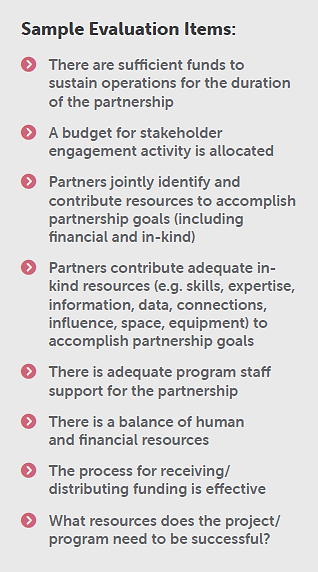 Sample Evaluation Items:
There are sufficient funds to
sustain operations for the duration
of the partnership
A budget for stakeholder
engagement activity is allocated
Partners jointly identify and
contribute resources to accomplish
partnership goals (including
financial and in-kind)
Partners contribute adequate in-
kind resources (e.g. skills, expertise,
information, data, connections,
influence, space, equipment) to
accomplish partnership goals
There is adequate program staff
support for the partnership
There is a balance of human
and financial resources
The process for receiving/
distributing funding is effective
What resources does the project/
program need to be successful?